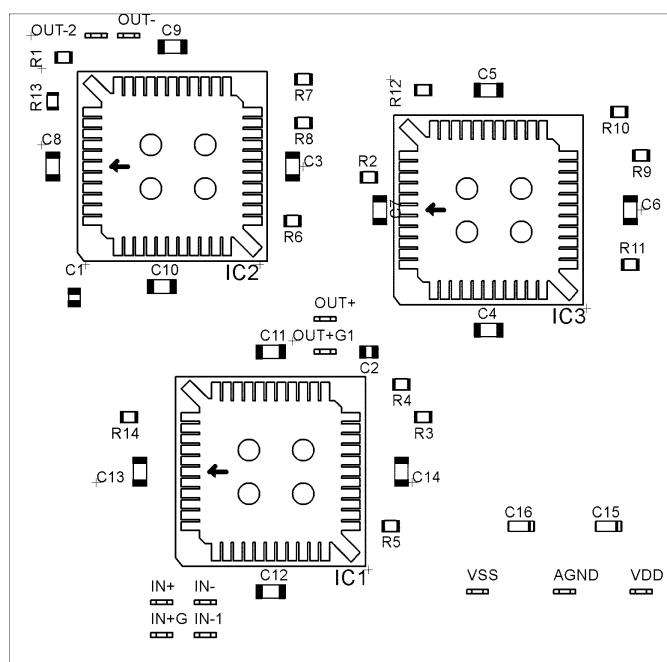 OUT-2
OUT-
C9
R1
R13
C8
R7
R8
C3
R6
IC2
C1
C10
R12
C5
R10
R9
R2
C7
C6
R11
C4
IC3
OUT+
C11
OUT+G1
C2
R4
R3
R14
C13
C14
R5
C12
IC1
C16
C15
IN+
IN-
VSS
AGND
VDD
IN+G
IN-1